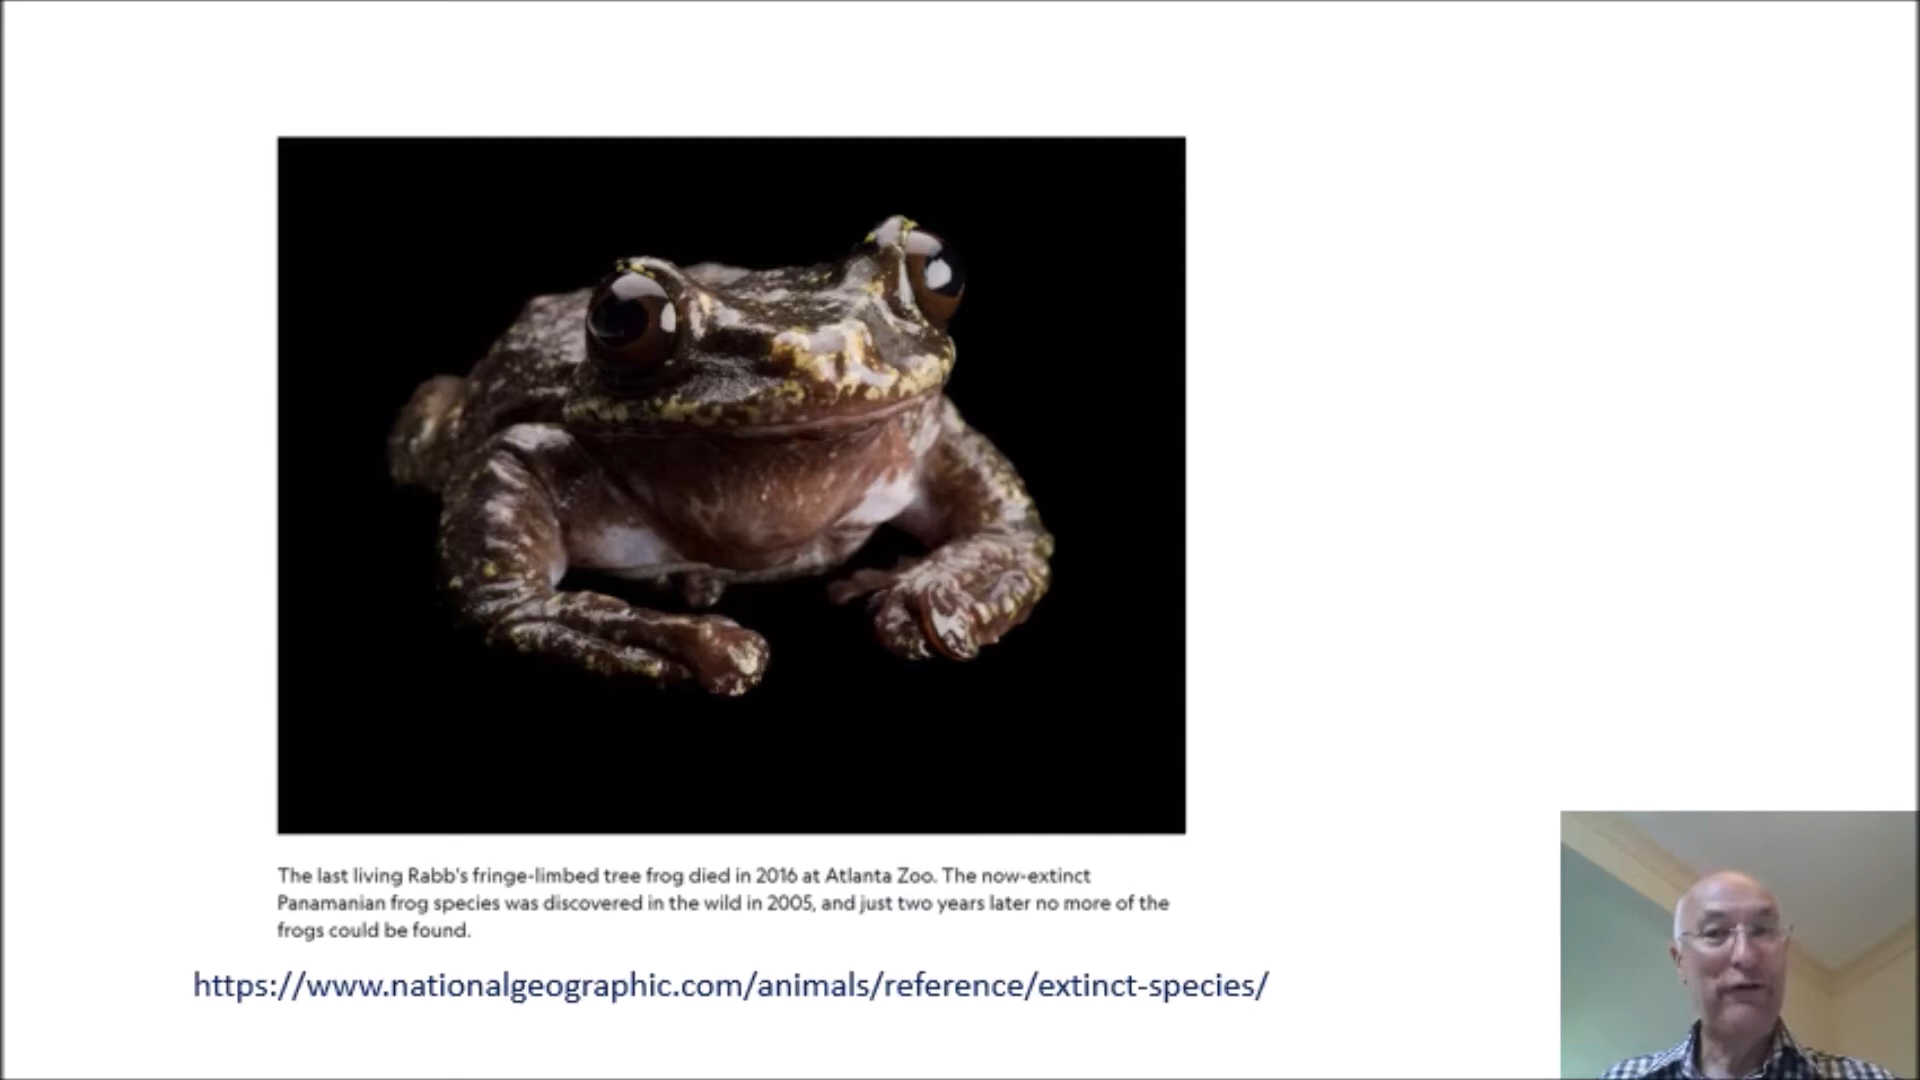 The last living Rabb's fringe-limbed tree frog died in 2016 at Atlanta Zoo. The now-extinct
Panamanian frog species was discovered in the wild in 2005, and just two years later no more of the
frogs could be found.
https://www.nationalgeographic.com/animals/reference/extinct-species/